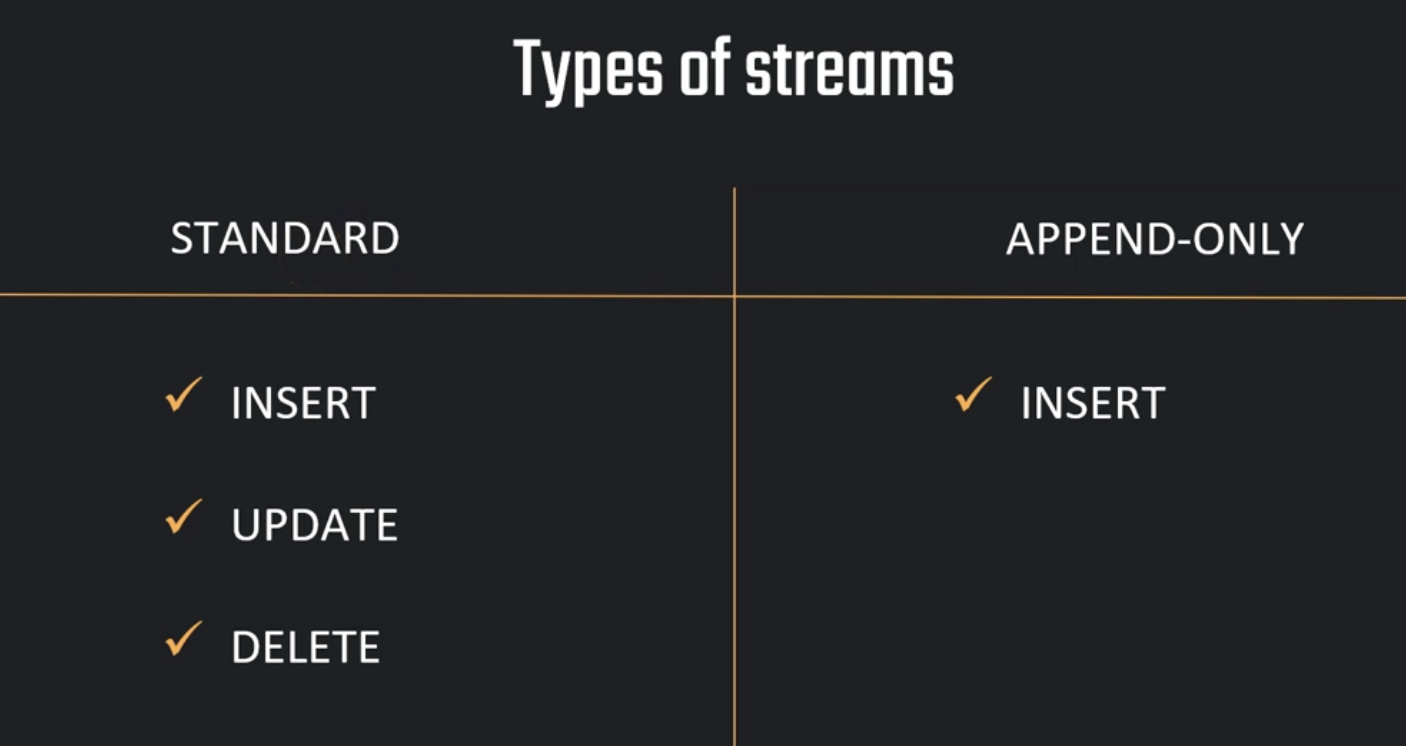 Types of streams
STANDARD
APPEND-ONLY
INSERT
INSERT
UPDATE
DELETE